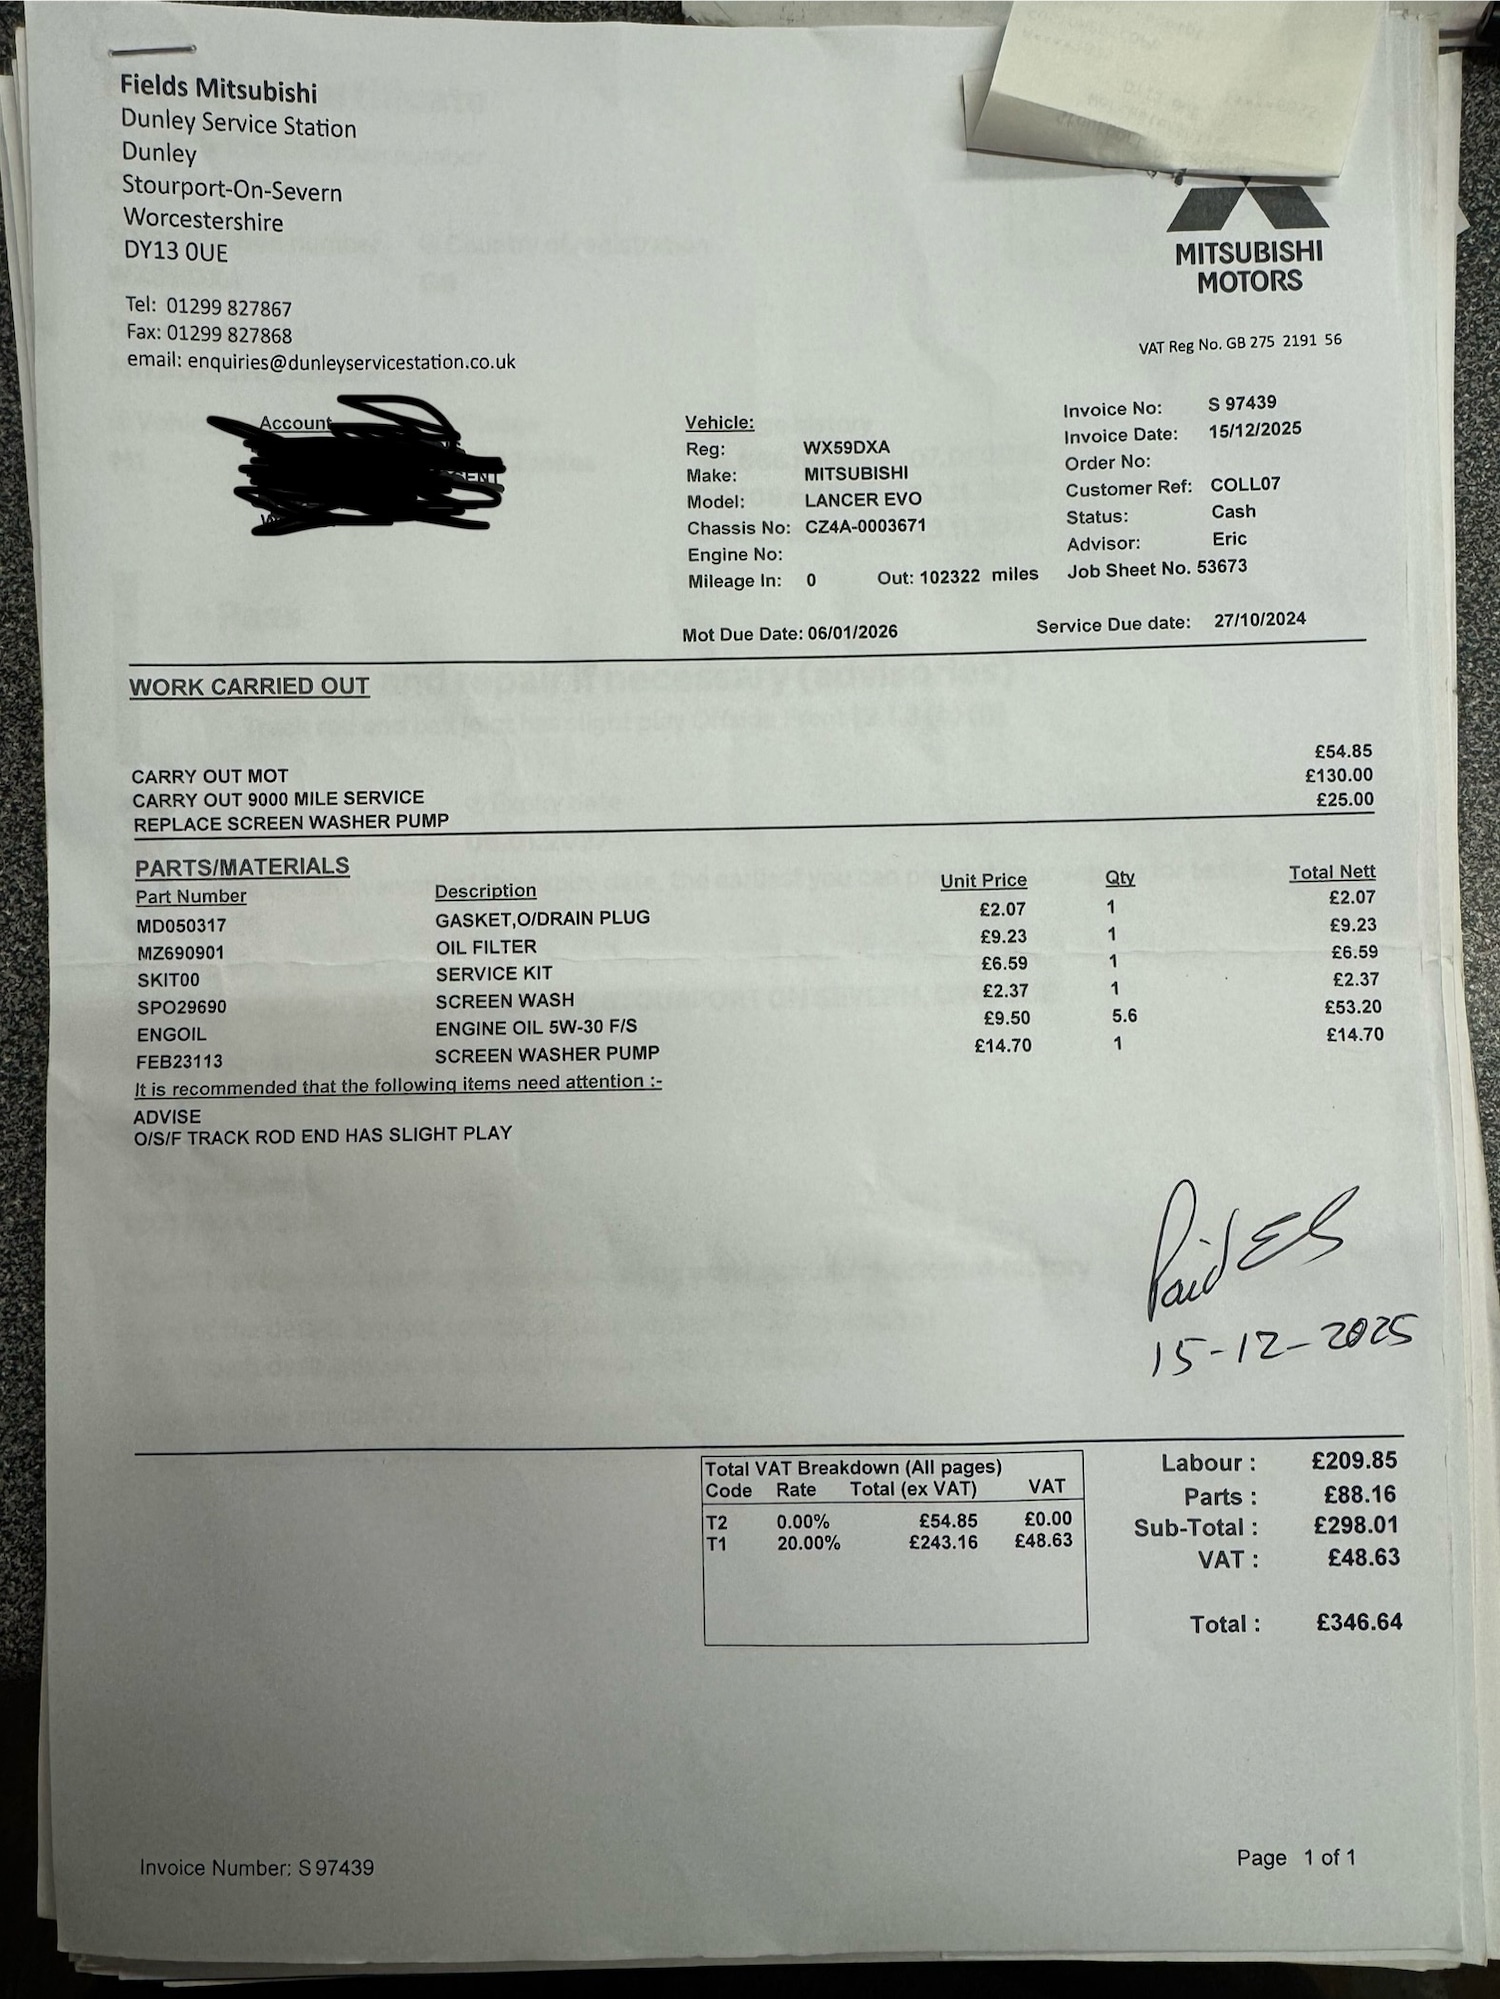 Fields Mitsubishi
Dunley Service Station
Dunley
Stourport-On-Severn
Worcestershire
DY13 0UE
Tel: 01299 827867
Fax: 01299 827868
email: enquiries@dunleyservicestation.co.uk
MITSUBISHI
MOTORS
VAT Reg No. GB 275 2191 56
Account
Vehicle:
Reg: WX59DXA
Make: MITSUBISHI
Model: LANCER EVO
Chassis No: CZ4A-0003671
Engine No:
Mileage In: 0 Out: 102322 miles
Mot Due Date: 06/01/2026
Invoice No: S 97439
Invoice Date: 15/12/2025
Order No:
Customer Ref: COLL07
Status: Cash
Advisor: Eric
Job Sheet No. 53673
Service Due date: 27/10/2024
WORK CARRIED OUT
CARRY OUT MOT £54.85
CARRY OUT 9000 MILE SERVICE £130.00
REPLACE SCREEN WASHER PUMP £25.00
PARTS/MATERIALS
Part Number Description Unit Price Qty Total Nett
MD050317 GASKET,O/DRAIN PLUG £2.07 1 £2.07
MZ690901 OIL FILTER £9.23 1 £9.23
SKIT00 SERVICE KIT £6.59 1 £6.59
SPO29690 SCREEN WASH £2.37 1 £2.37
ENGOIL ENGINE OIL 5W-30 F/S £9.50 5.6 £53.20
FEB23113 SCREEN WASHER PUMP £14.70 1 £14.70
It is recommended that the following items need attention :-
ADVISE
O/S/F TRACK ROD END HAS SLIGHT PLAY
Paid
15-12-2025
Total VAT Breakdown (All pages)
Code Rate Total (ex VAT) VAT
T2 0.00% £54.85 £0.00
T1 20.00% £243.16 £48.63
Labour : £209.85
Parts : £88.16
Sub-Total : £298.01
VAT : £48.63
Total : £346.64
Invoice Number: S 97439
Page 1 of 1